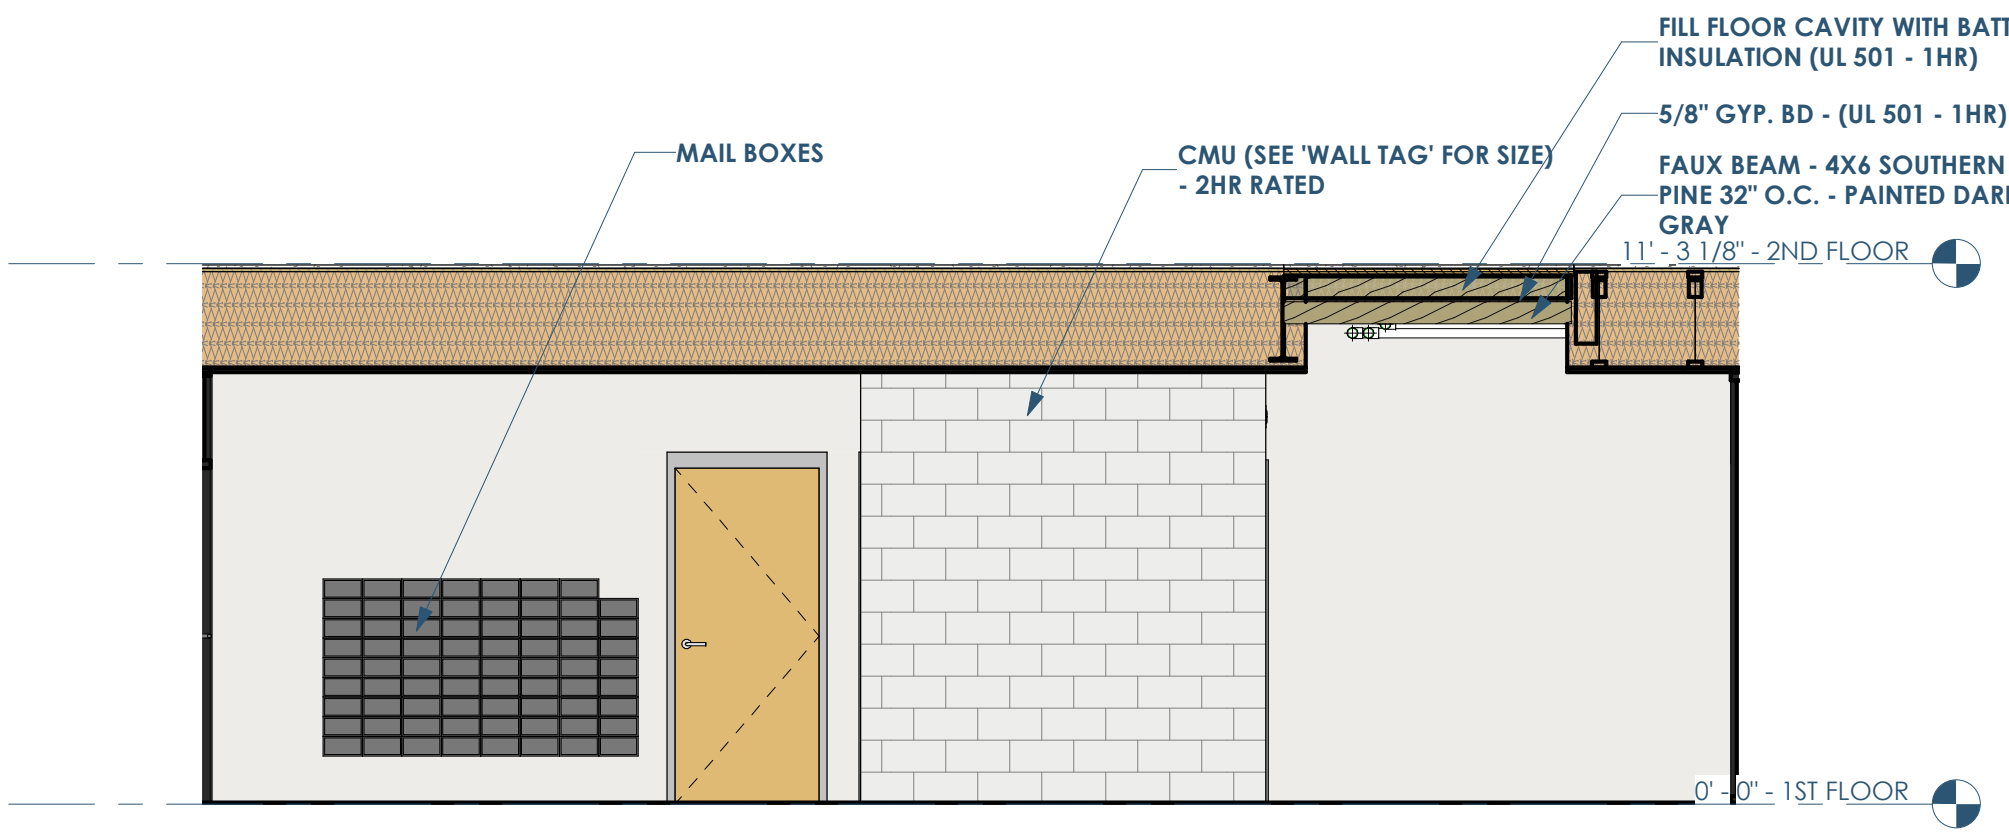 FILL FLOOR CAVITY WITH BATT
INSULATION (UL 501 - 1HR)
5/8" GYP. BD - (UL 501 - 1HR)
MAIL BOXES
CMU (SEE 'WALL TAG' FOR SIZE)
- 2HR RATED
FAUX BEAM - 4X6 SOUTHERN
PINE 32" O.C. - PAINTED DARK
GRAY
11' - 3 1/8" - 2ND FLOOR
0' - 0" - 1ST FLOOR